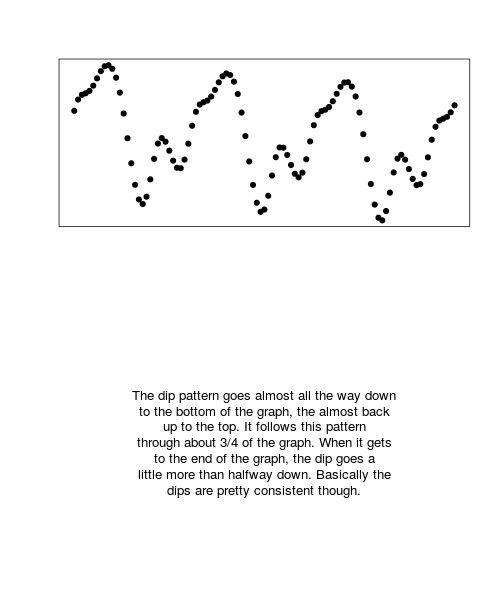 The dip pattern goes almost all the way down
to the bottom of the graph, the almost back
up to the top. It follows this pattern
through about 3/4 of the graph. When it gets
to the end of the graph, the dip goes a
little more than halfway down. Basically the
dips are pretty consistent though.